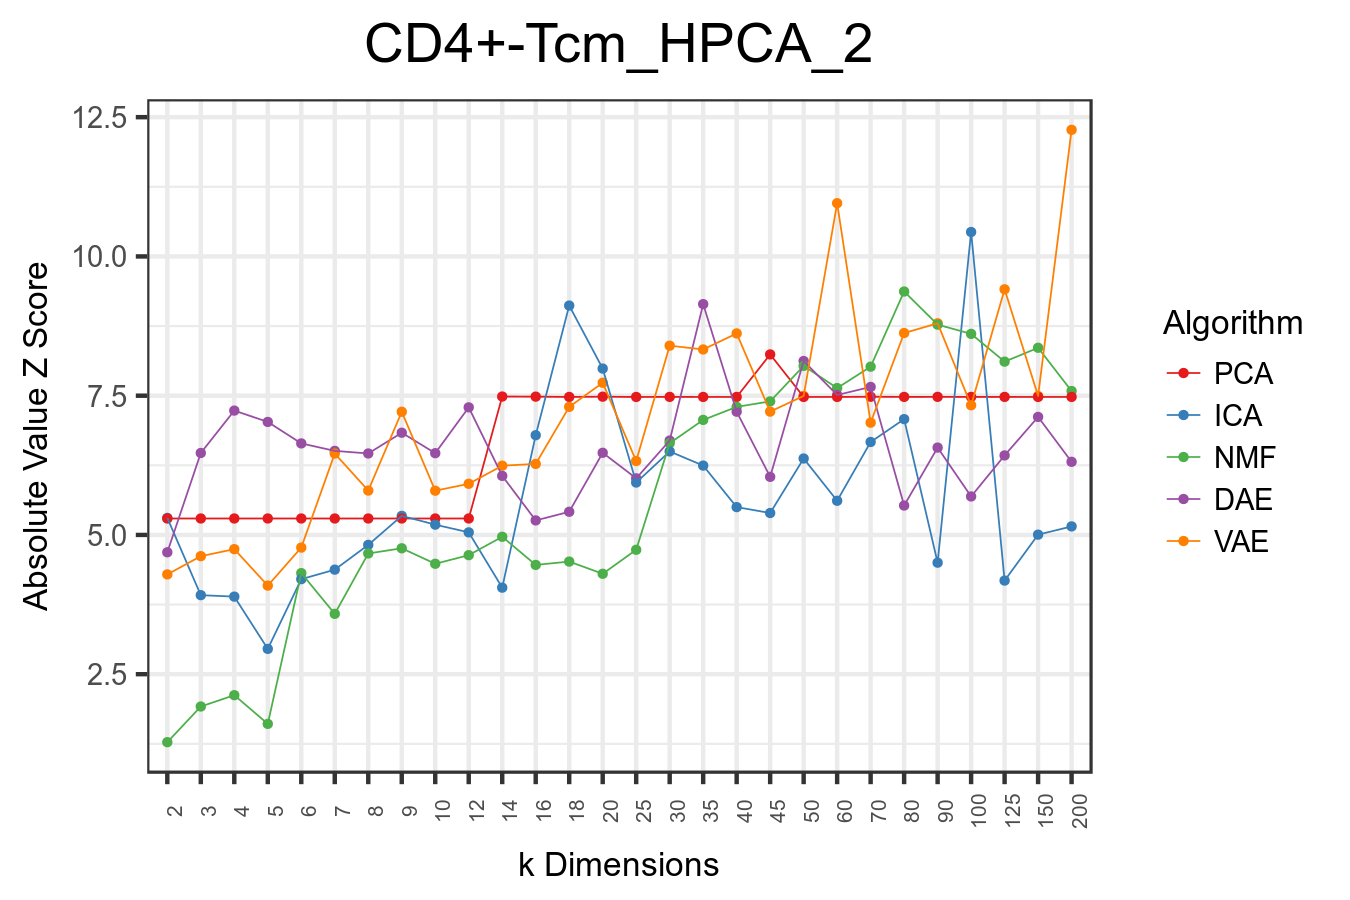 CD4+-Tcm_HPCA_2
12.5
10.0
7.5
5.0
2.5
Absolute Value Z Score
2 3 4 5 6 7 8 9 10 12 14 16 18 20 25 30 35 40 45 50 60 70 80 90 100 125 150 200
k Dimensions
Algorithm
PCA
ICA
NMF
DAE
VAE